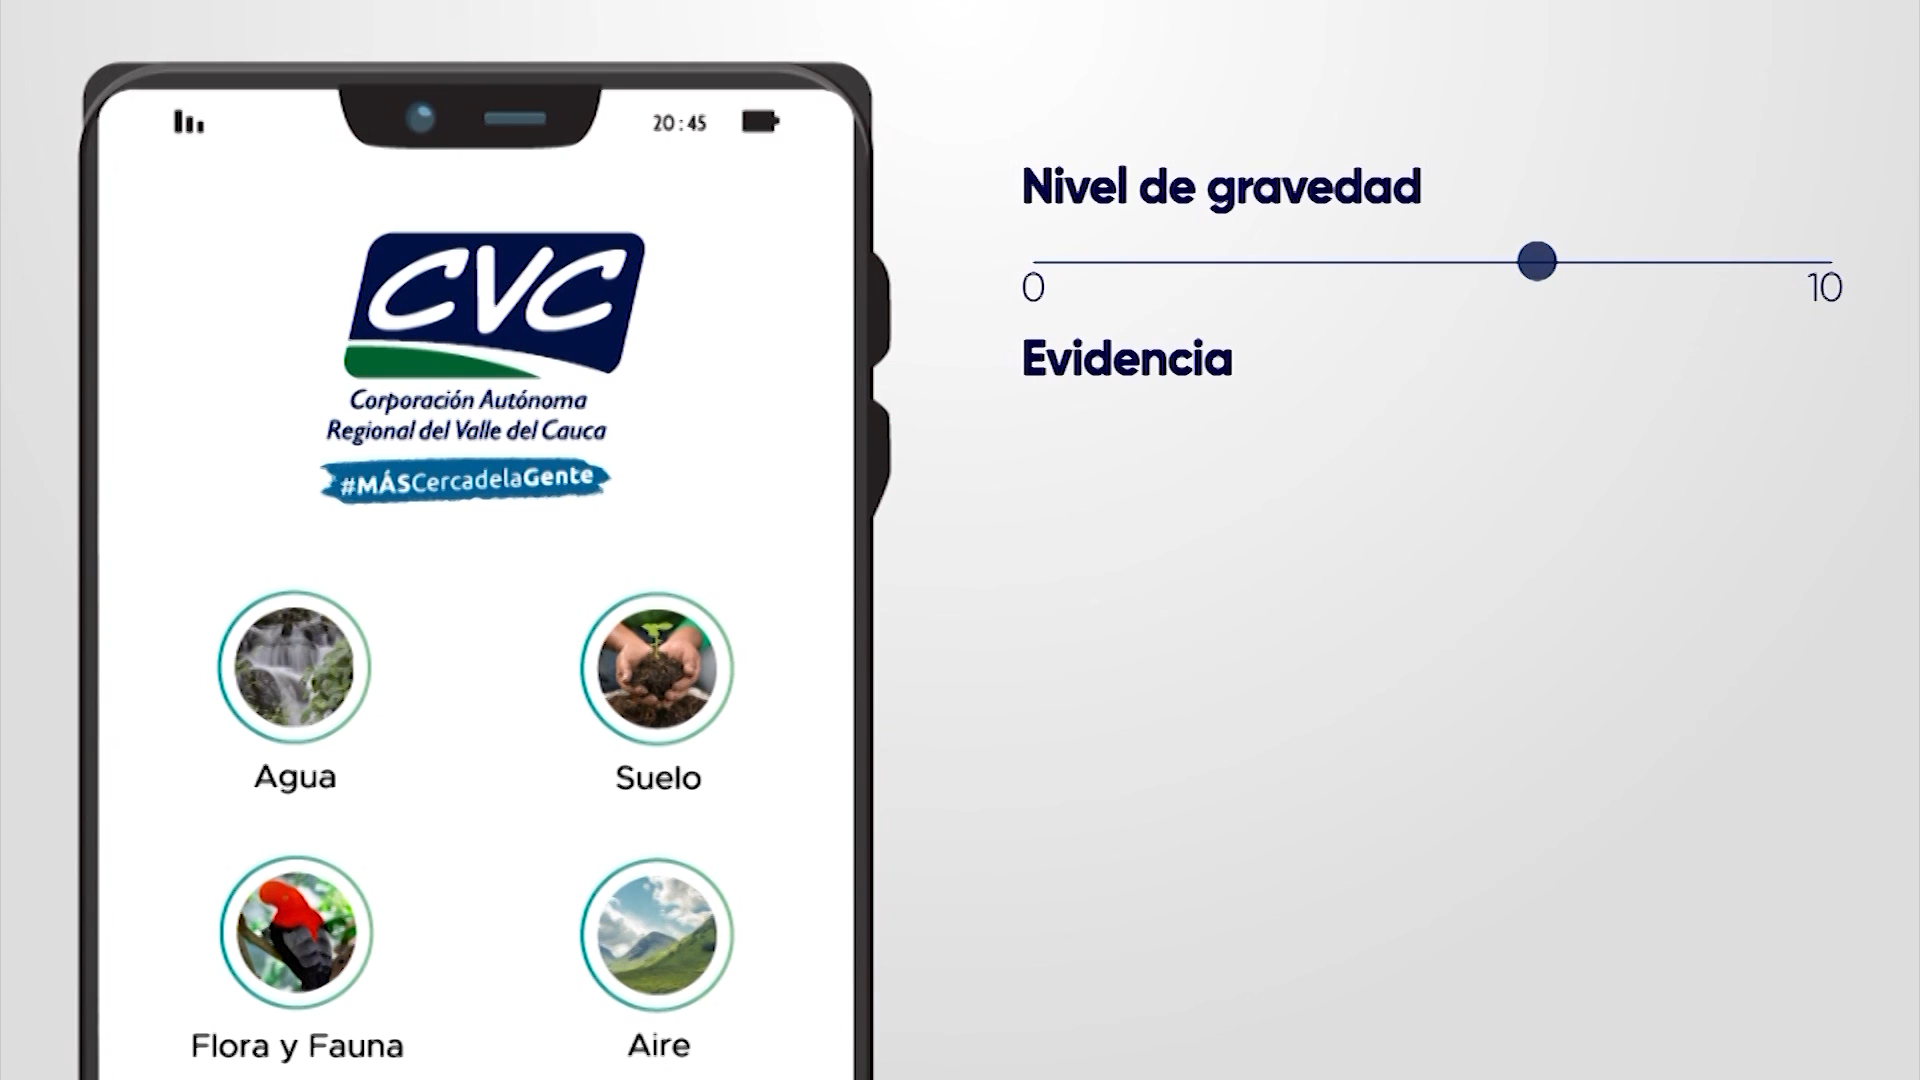 20:45
CVC
Corporación Autónoma
Regional del Valle del Cauca
#MÁSCercadelaGente
Agua
Suelo
Flora y Fauna
Aire
Nivel de gravedad
0
10
Evidencia